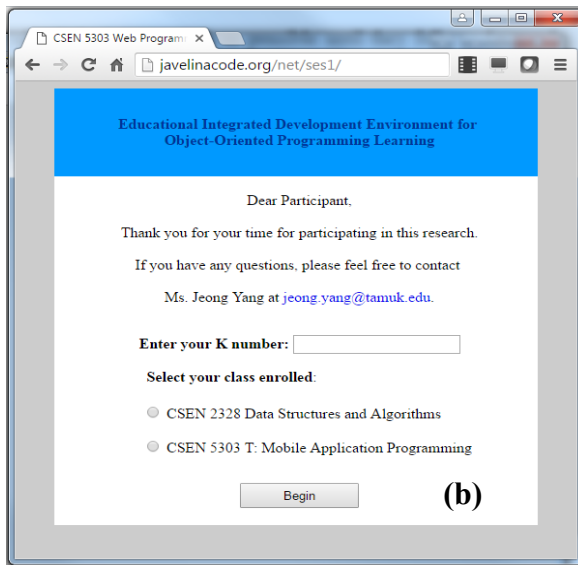 CSEN 5303 Web Program
javelinacode.org/net/ses1/
Educational Integrated Development Environment for
Object-Oriented Programming Learning
Dear Participant,
Thank you for your time for participating in this research.
If you have any questions, please feel free to contact
Ms. Jeong Yang at jeong.yang@tamuk.edu.
Enter your K number:
Select your class enrolled:
CSEN 2328 Data Structures and Algorithms
CSEN 5303 T: Mobile Application Programming
Begin
(b)